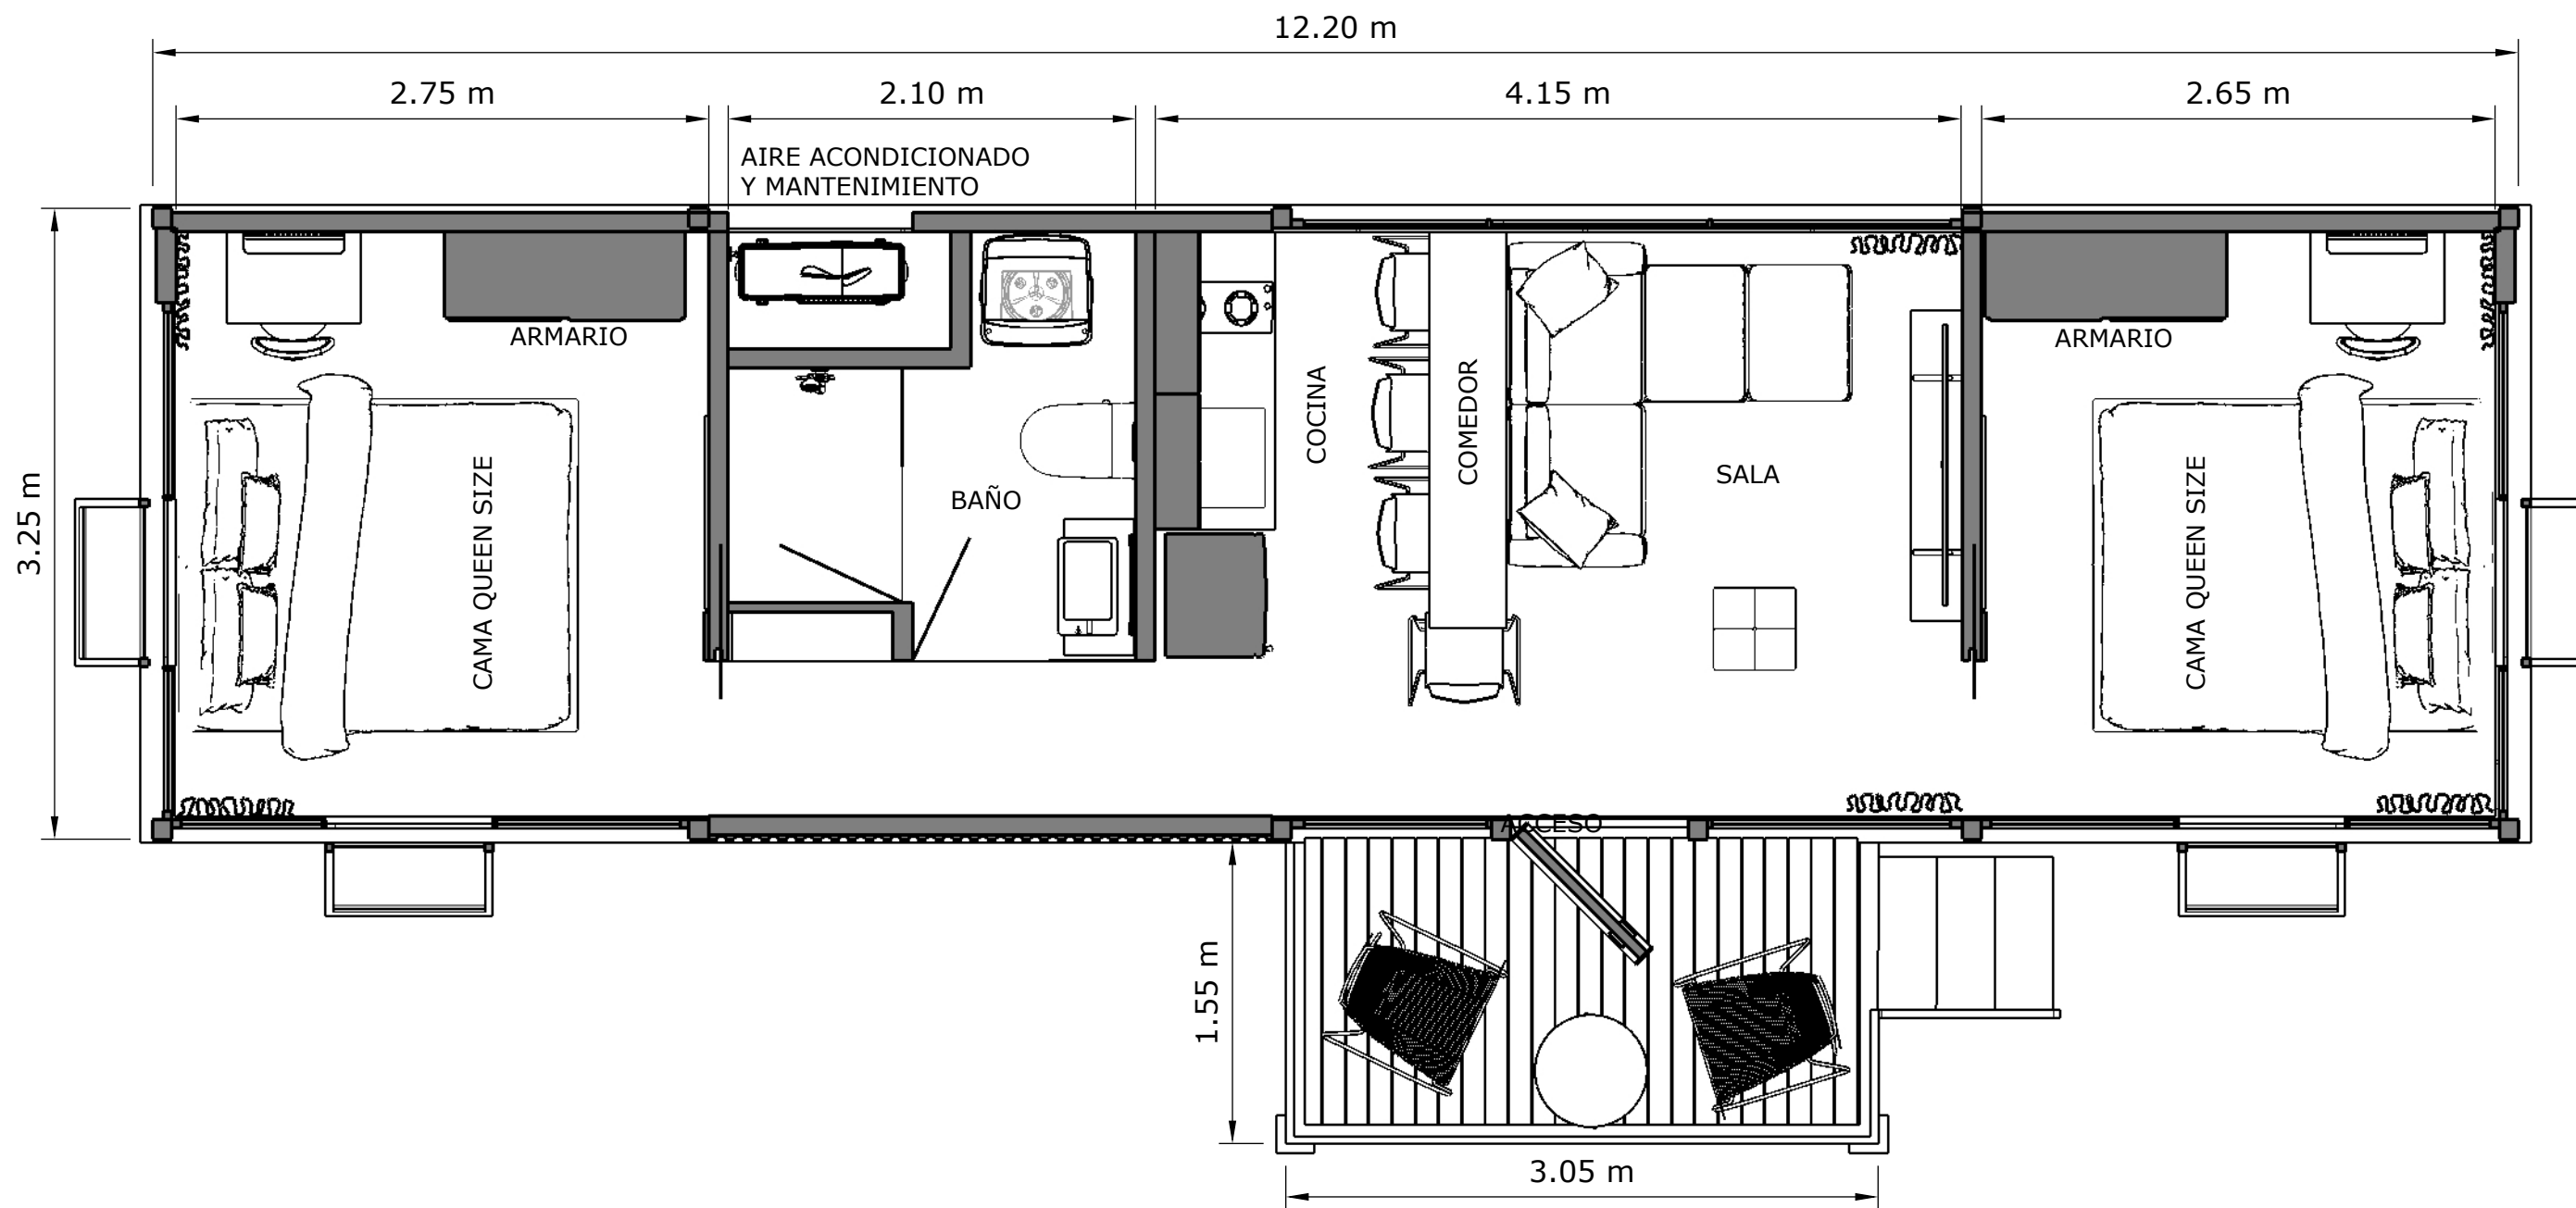 12.20 m
2.75 m
2.10 m
4.15 m
2.65 m
AIRE ACONDICIONADO
Y MANTENIMIENTO
ARMARIO
ARMARIO
3.25 m
CAMA QUEEN SIZE
BAÑO
COCINA
COMEDOR
SALA
CAMA QUEEN SIZE
ACCESO
1.55 m
3.05 m